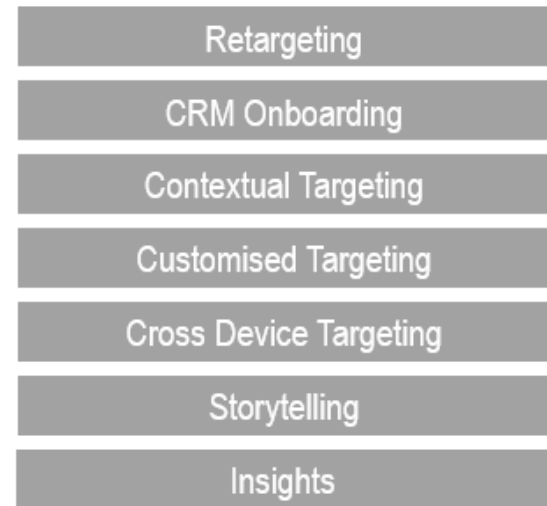 Retargeting
CRM Onboarding
Contextual Targeting
Customised Targeting
Cross Device Targeting
Storytelling
Insights